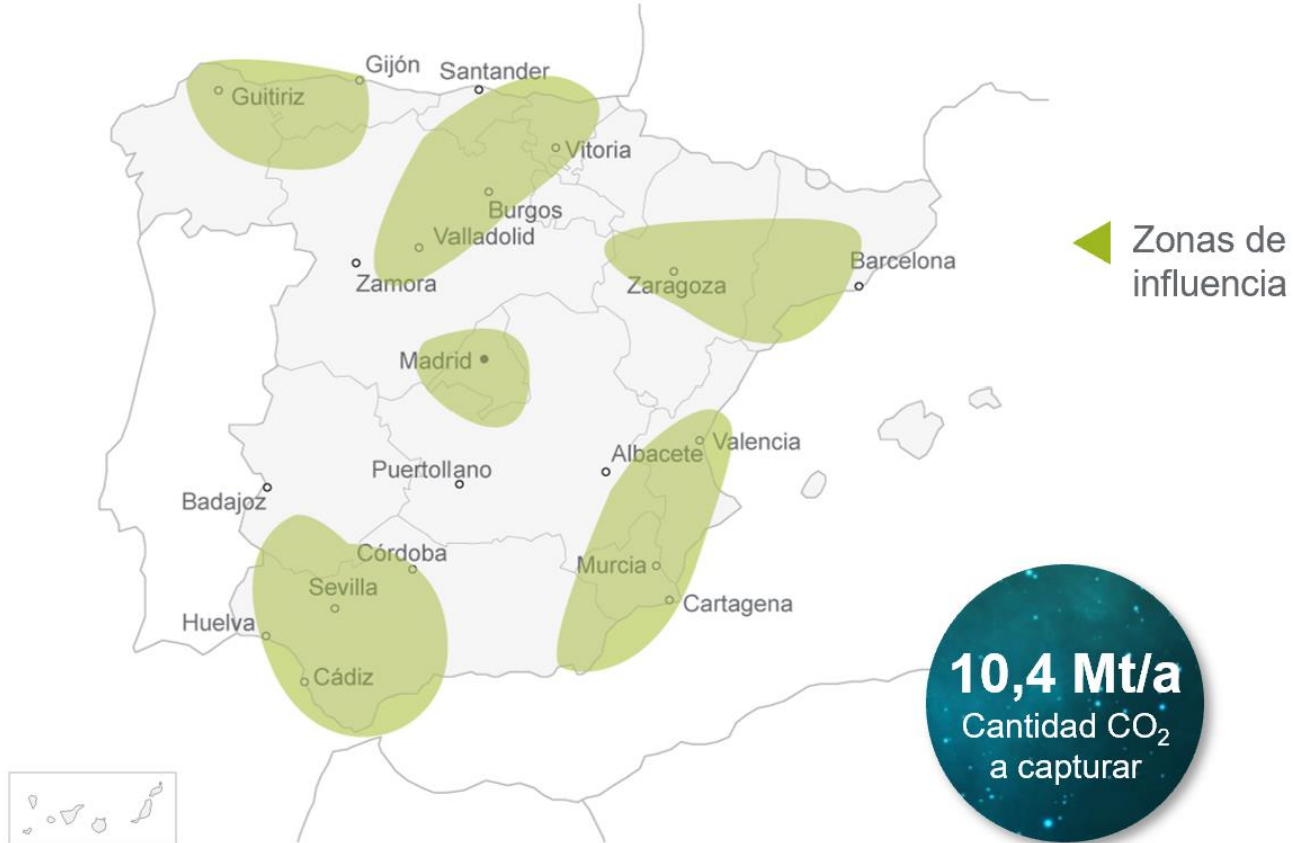 Gijón
Santander
Guitiriz
Vitoria
Burgos
Valladolid
Zamora
Zaragoza
Barcelona
Zonas de
influencia
Madrid
Valencia
Albacete
Puertollano
Badajoz
Córdoba
Murcia
Sevilla
Cartagena
Huelva
Cádiz
10,4 Mt/a
Cantidad CO₂
a capturar